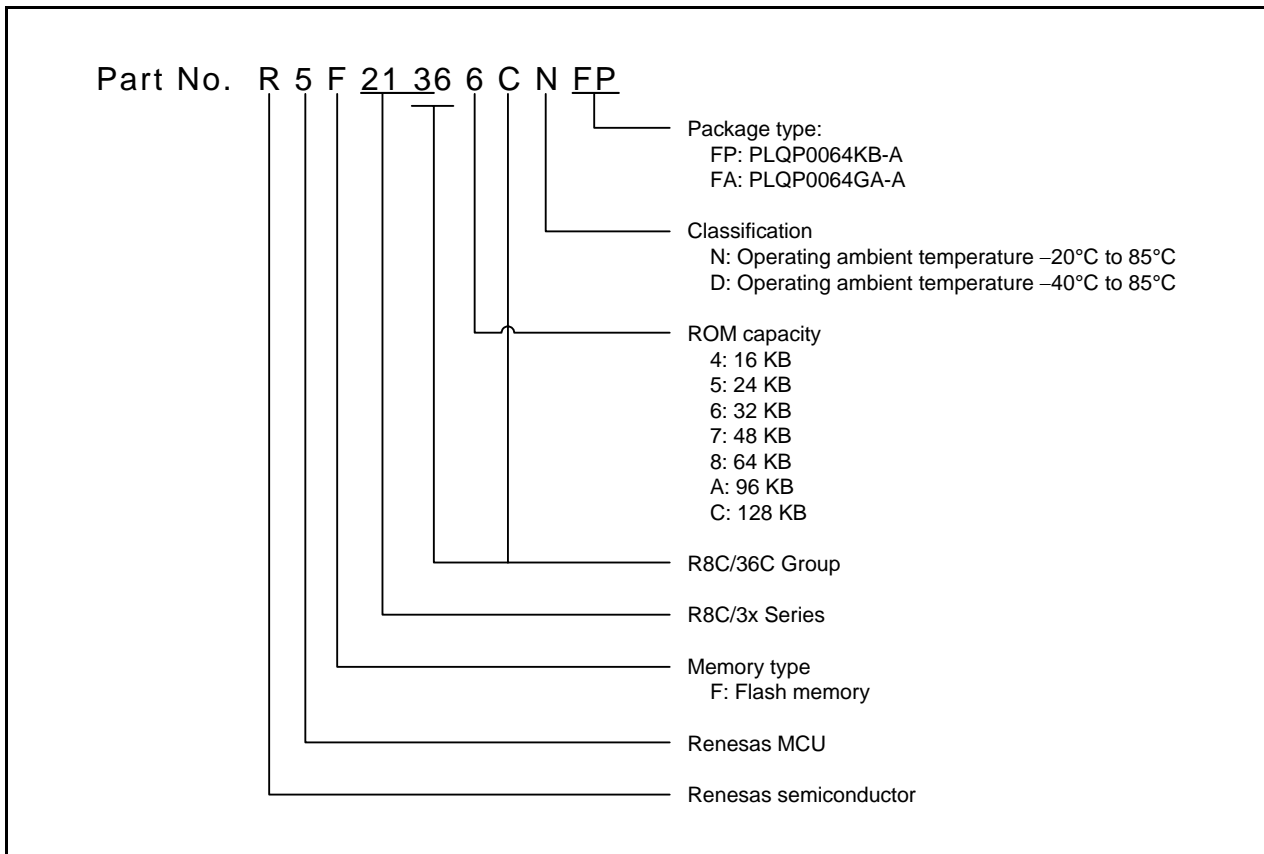 Part No. R 5 F 21 36 6 C N FP
Package type:
FP: PLQP0064KB-A
FA: PLQP0064GA-A
Classification
N: Operating ambient temperature −20°C to 85°C
D: Operating ambient temperature −40°C to 85°C
ROM capacity
4: 16 KB
5: 24 KB
6: 32 KB
7: 48 KB
8: 64 KB
A: 96 KB
C: 128 KB
R8C/36C Group
R8C/3x Series
Memory type
F: Flash memory
Renesas MCU
Renesas semiconductor